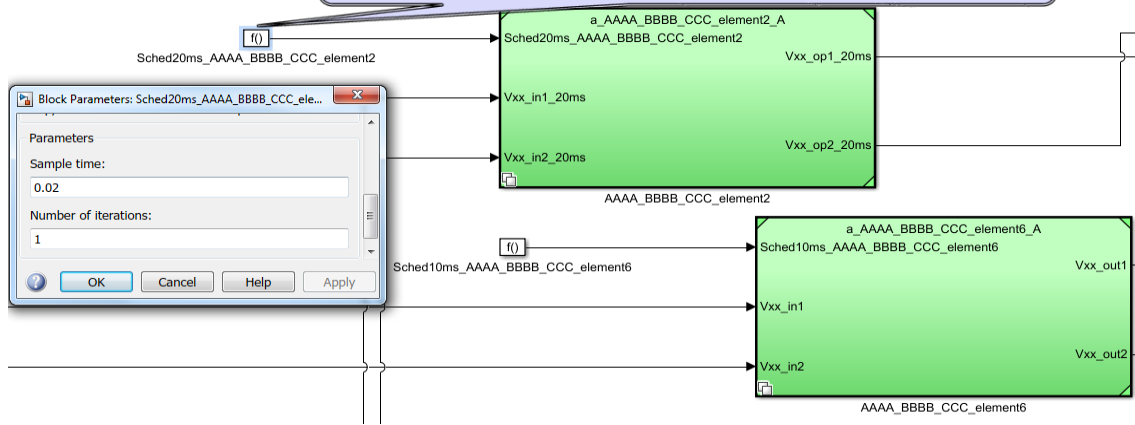 a_AAAA_BBBB_CCC_element2_A
f()
Sched20ms_AAAA_BBBB_CCC_element2
Sched20ms_AAAA_BBBB_CCC_element2
Vxx_op1_20ms
Vxx_in1_20ms
Vxx_op2_20ms
Vxx_in2_20ms
AAAA_BBBB_CCC_element2
Block Parameters: Sched20ms_AAAA_BBBB_CCC_ele...
Parameters
Sample time:
0.02
Number of iterations:
1
OK
Cancel
Help
Apply
a_AAAA_BBBB_CCC_element6_A
f()
Sched10ms_AAAA_BBBB_CCC_element6
Sched10ms_AAAA_BBBB_CCC_element6
Vxx_out1
Vxx_in1
Vxx_out2
Vxx_in2
AAAA_BBBB_CCC_element6